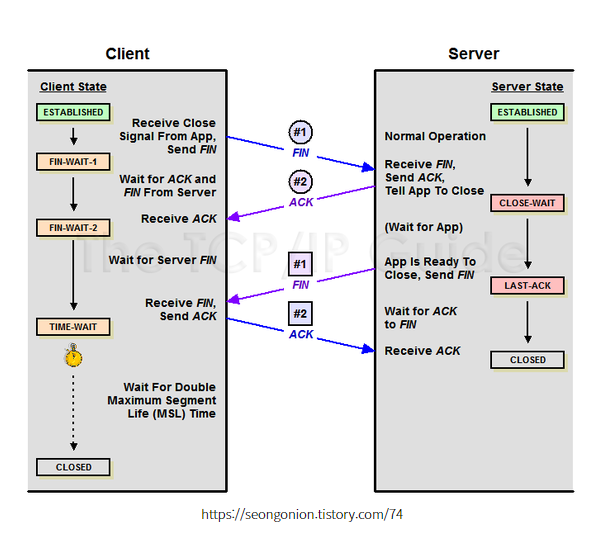 Client
Server
Client State
Server State
ESTABLISHED
ESTABLISHED
Receive Close
Signal From App,
Send FIN
#1
FIN
Normal Operation
FIN-WAIT-1
Receive FIN,
Send ACK,
Tell App To Close
Wait for ACK and
FIN From Server
#2
ACK
CLOSE-WAIT
Receive ACK
FIN-WAIT-2
(Wait for App)
The TCP/IP Guide
Wait for Server FIN
#1
FIN
App Is Ready To
Close, Send FIN
LAST-ACK
Receive FIN,
Send ACK
#2
ACK
Wait for ACK
to FIN
TIME-WAIT
Receive ACK
CLOSED
Wait For Double
Maximum Segment
Life (MSL) Time
CLOSED
https://seongonion.tistory.com/74